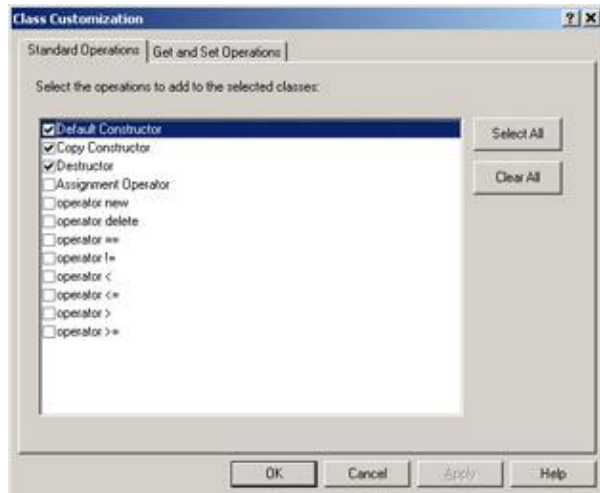 Class Customization
Standard Operations
Get and Set Operations
Select the operations to add to the selected classes:
Default Constructor
Copy Constructor
Destructor
Assignment Operator
operator new
operator delete
operator ==
operator !=
operator <
operator <=
operator >
operator >=
Select All
Clear All
OK
Cancel
Apply
Help